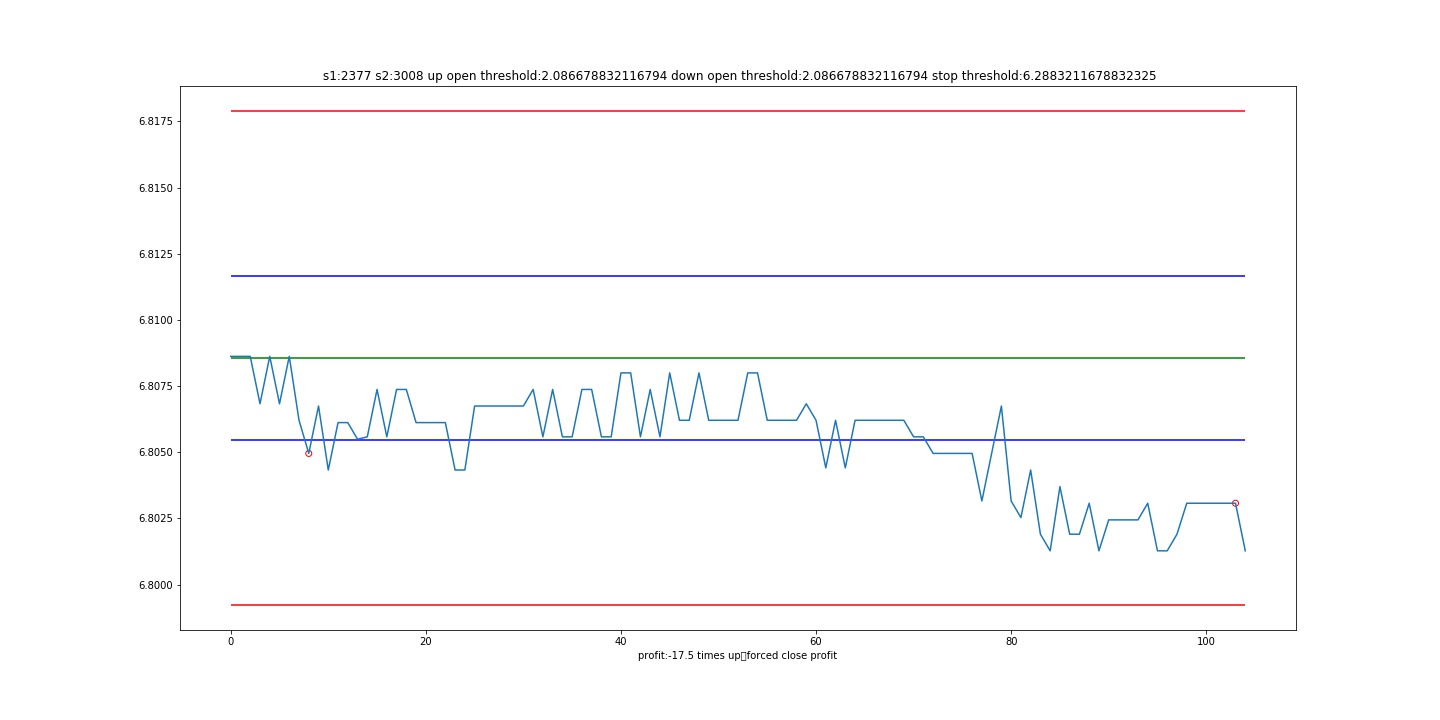 s1:2377 s2:3008 up open threshold:2.086678832116794 down open threshold:2.086678832116794 stop threshold:6.2883211678832325
6.8175
6.8150
6.8125
6.8100
6.8075
6.8050
6.8025
6.8000
0 20 40 60 80 100
profit:-17.5 times up▯forced close profit